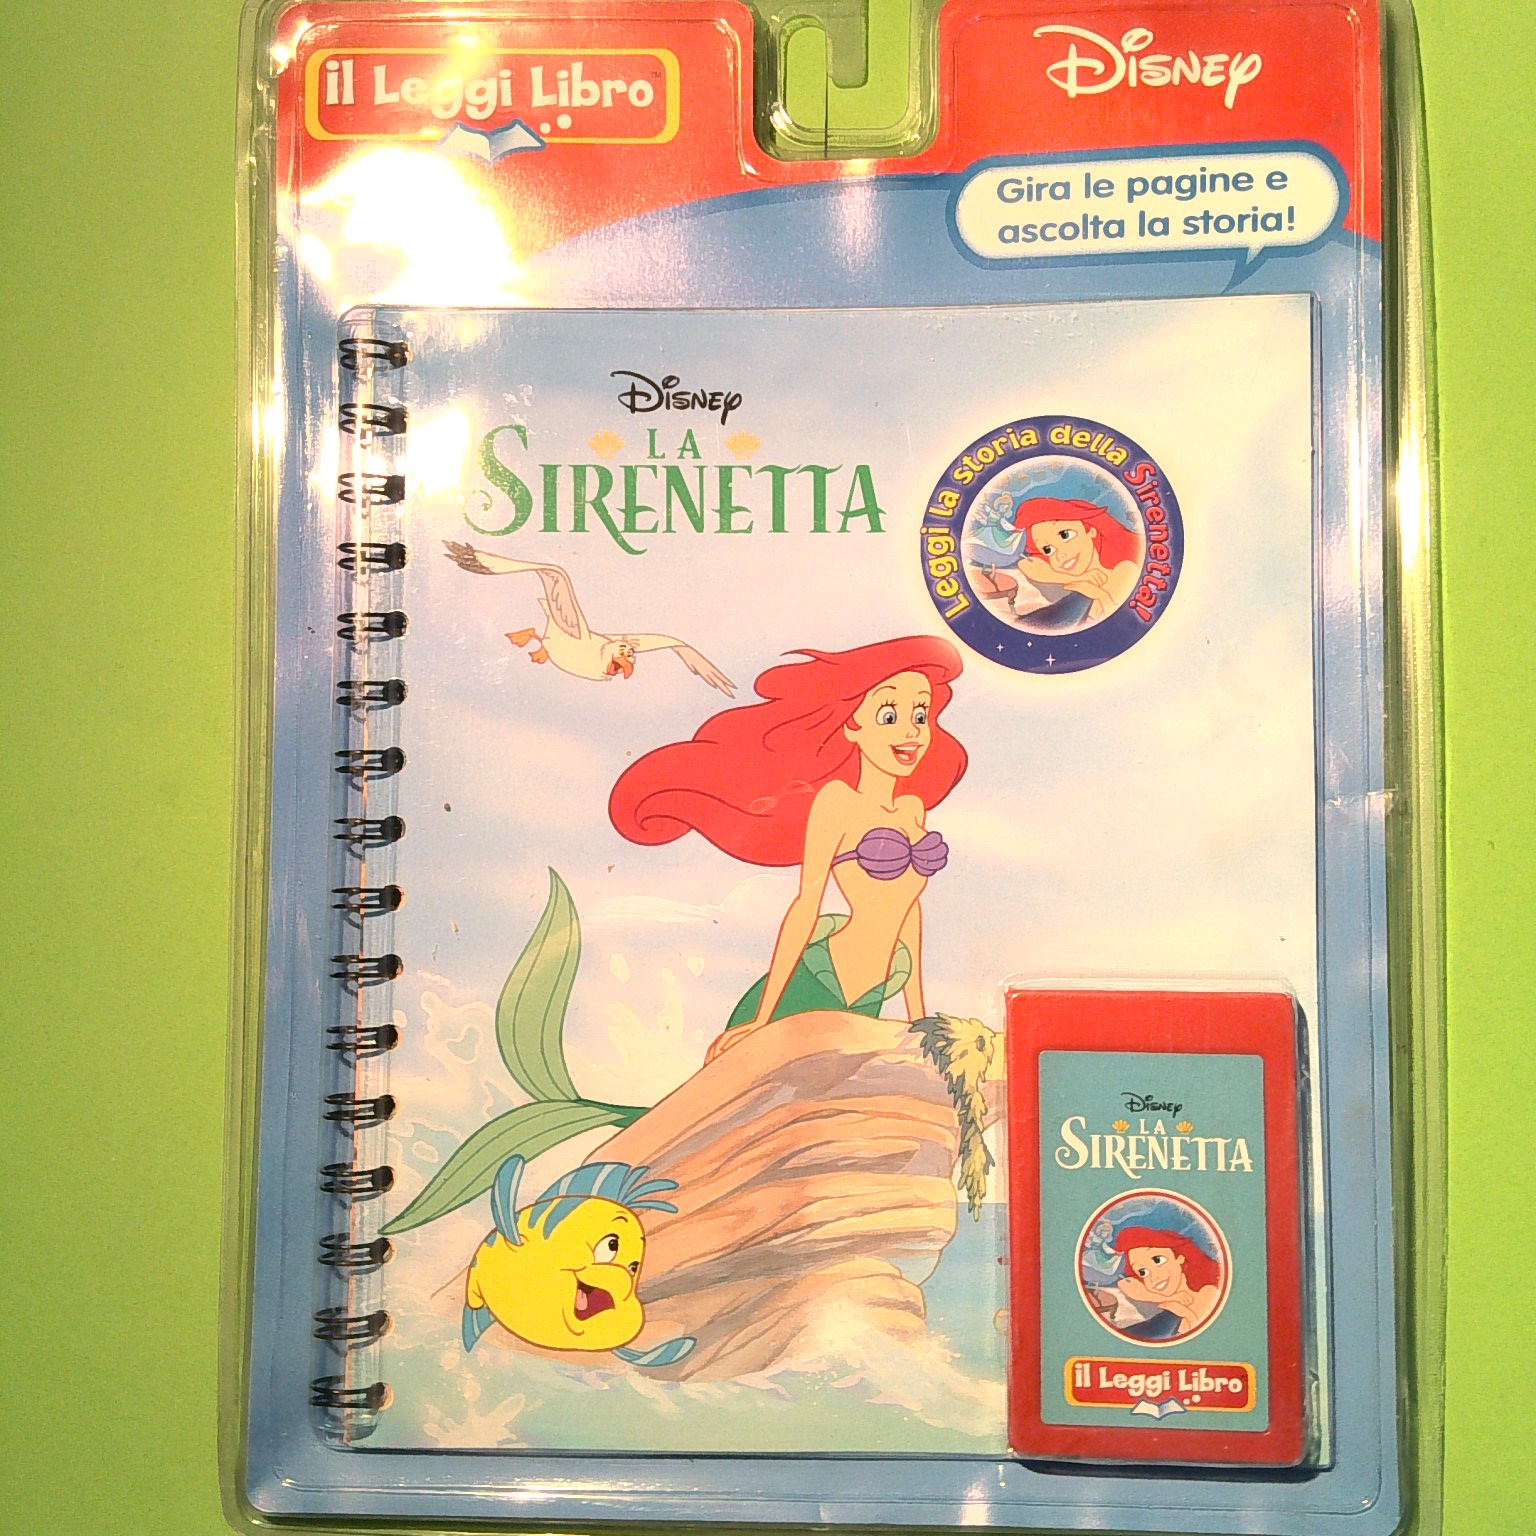 il Leggi Libro™
Disney
Gira le pagine e
ascolta la storia!
Disney
LA
SIRENETTA
Leggi la storia della Sirenetta!
Disney
LA
SIRENETTA
il Leggi Libro